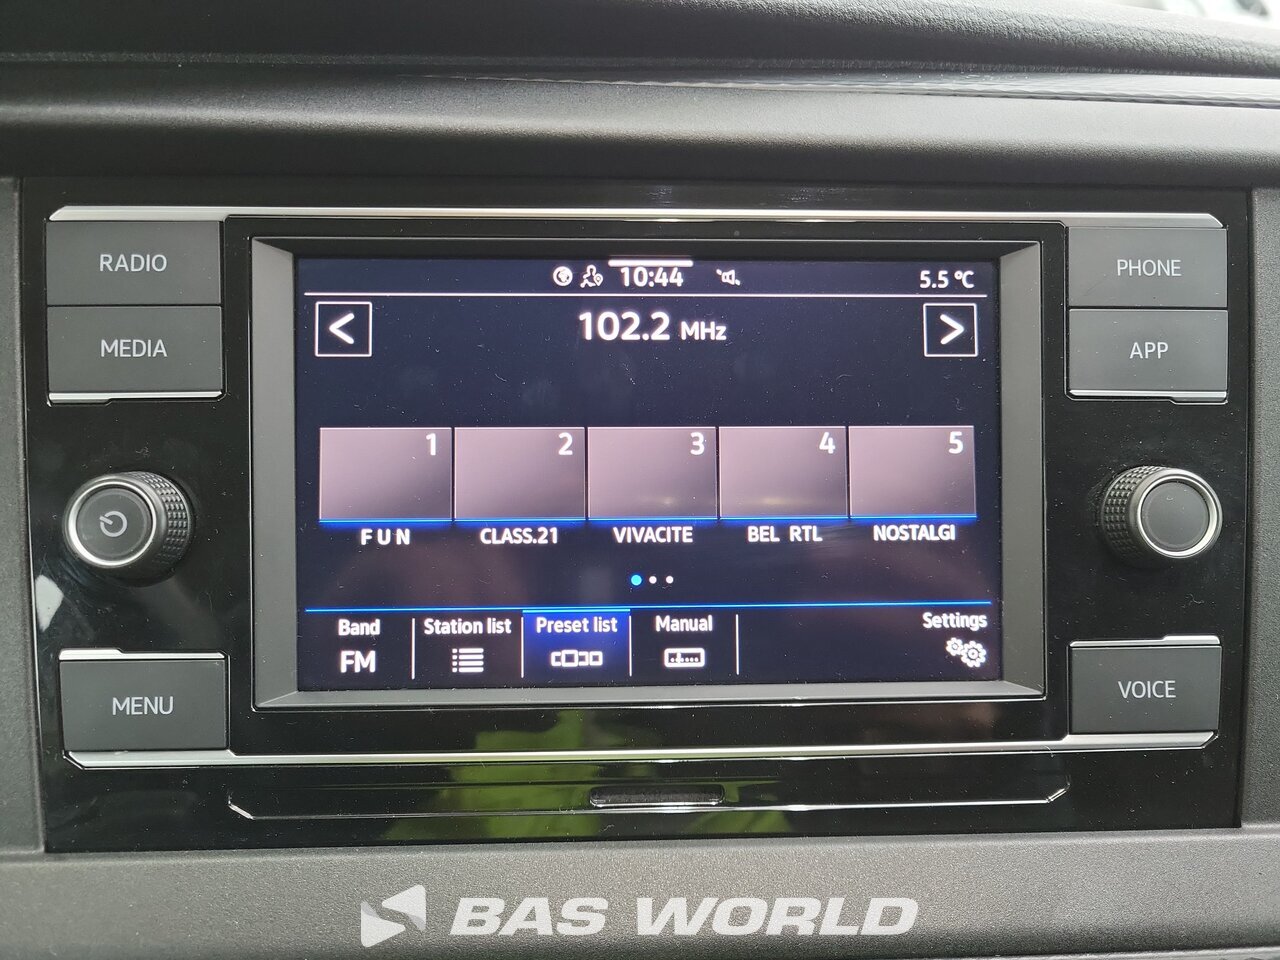 RADIO
MEDIA
MENU
PHONE
APP
VOICE
10:44
5.5 °C
<
102.2 MHz
>
1 2 3 4 5
F U N CLASS.21 VIVACITE BEL RTL NOSTALGI
Band Station list Preset list Manual Settings
FM
BAS WORLD